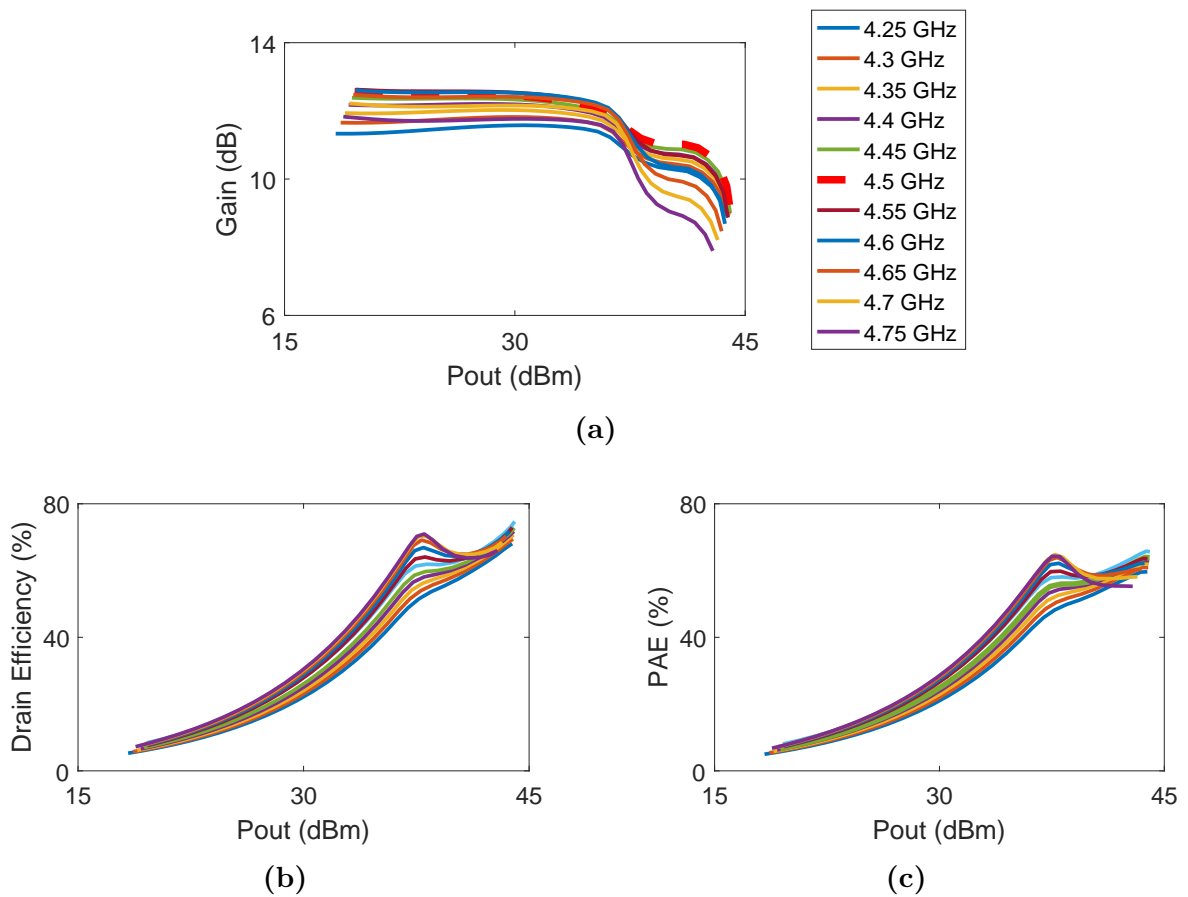 14
10
6
Gain (dB)
15
30
45
Pout (dBm)
4.25 GHz
4.3 GHz
4.35 GHz
4.4 GHz
4.45 GHz
4.5 GHz
4.55 GHz
4.6 GHz
4.65 GHz
4.7 GHz
4.75 GHz
(a)
80
40
0
Drain Efficiency (%)
15
30
45
Pout (dBm)
(b)
80
40
0
PAE (%)
15
30
45
Pout (dBm)
(c)